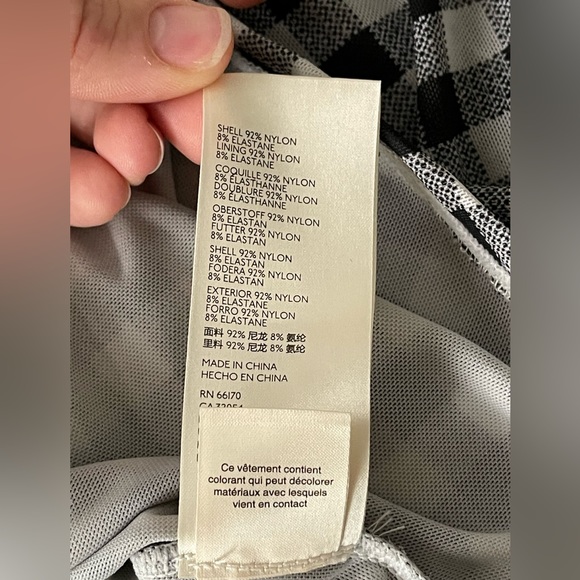 SHELL 92% NYLON
8% ELASTANE
LINING 92% NYLON
8% ELASTANE
COQUILLE 92% NYLON
8% ÉLASTHANNE
DOUBLURE 92% NYLON
8% ÉLASTHANNE
OBERSTOFF 92% NYLON
8% ELASTAN
FUTTER 92% NYLON
8% ELASTAN
SHELL 92% NYLON
8% ELASTAN
FODERA 92% NYLON
8% ELASTAN
EXTERIOR 92% NYLON
8% ELASTANE
FORRO 92% NYLON
8% ELASTANE
面料 92% 尼龙 8% 氨纶
里料 92% 尼龙 8% 氨纶
MADE IN CHINA
HECHO EN CHINA
RN 66170
CA 32054
Ce vêtement contient
colorant qui peut décolorer
matériaux avec lesquels
vient en contact